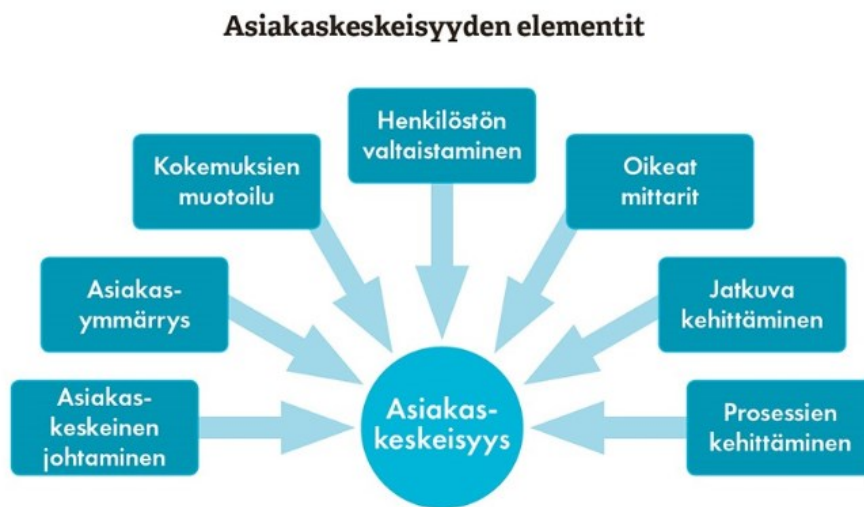 Asiakaskeskeisyyden elementit
Henkilöstön
valtaistaminen
Kokemuksien
muotoilu
Oikeat
mittarit
Asiakas-
ymmärrys
Jatkuva
kehittäminen
Asiakas-
keskeinen
johtaminen
Asiakas-
keskeisyys
Prosessien
kehittäminen